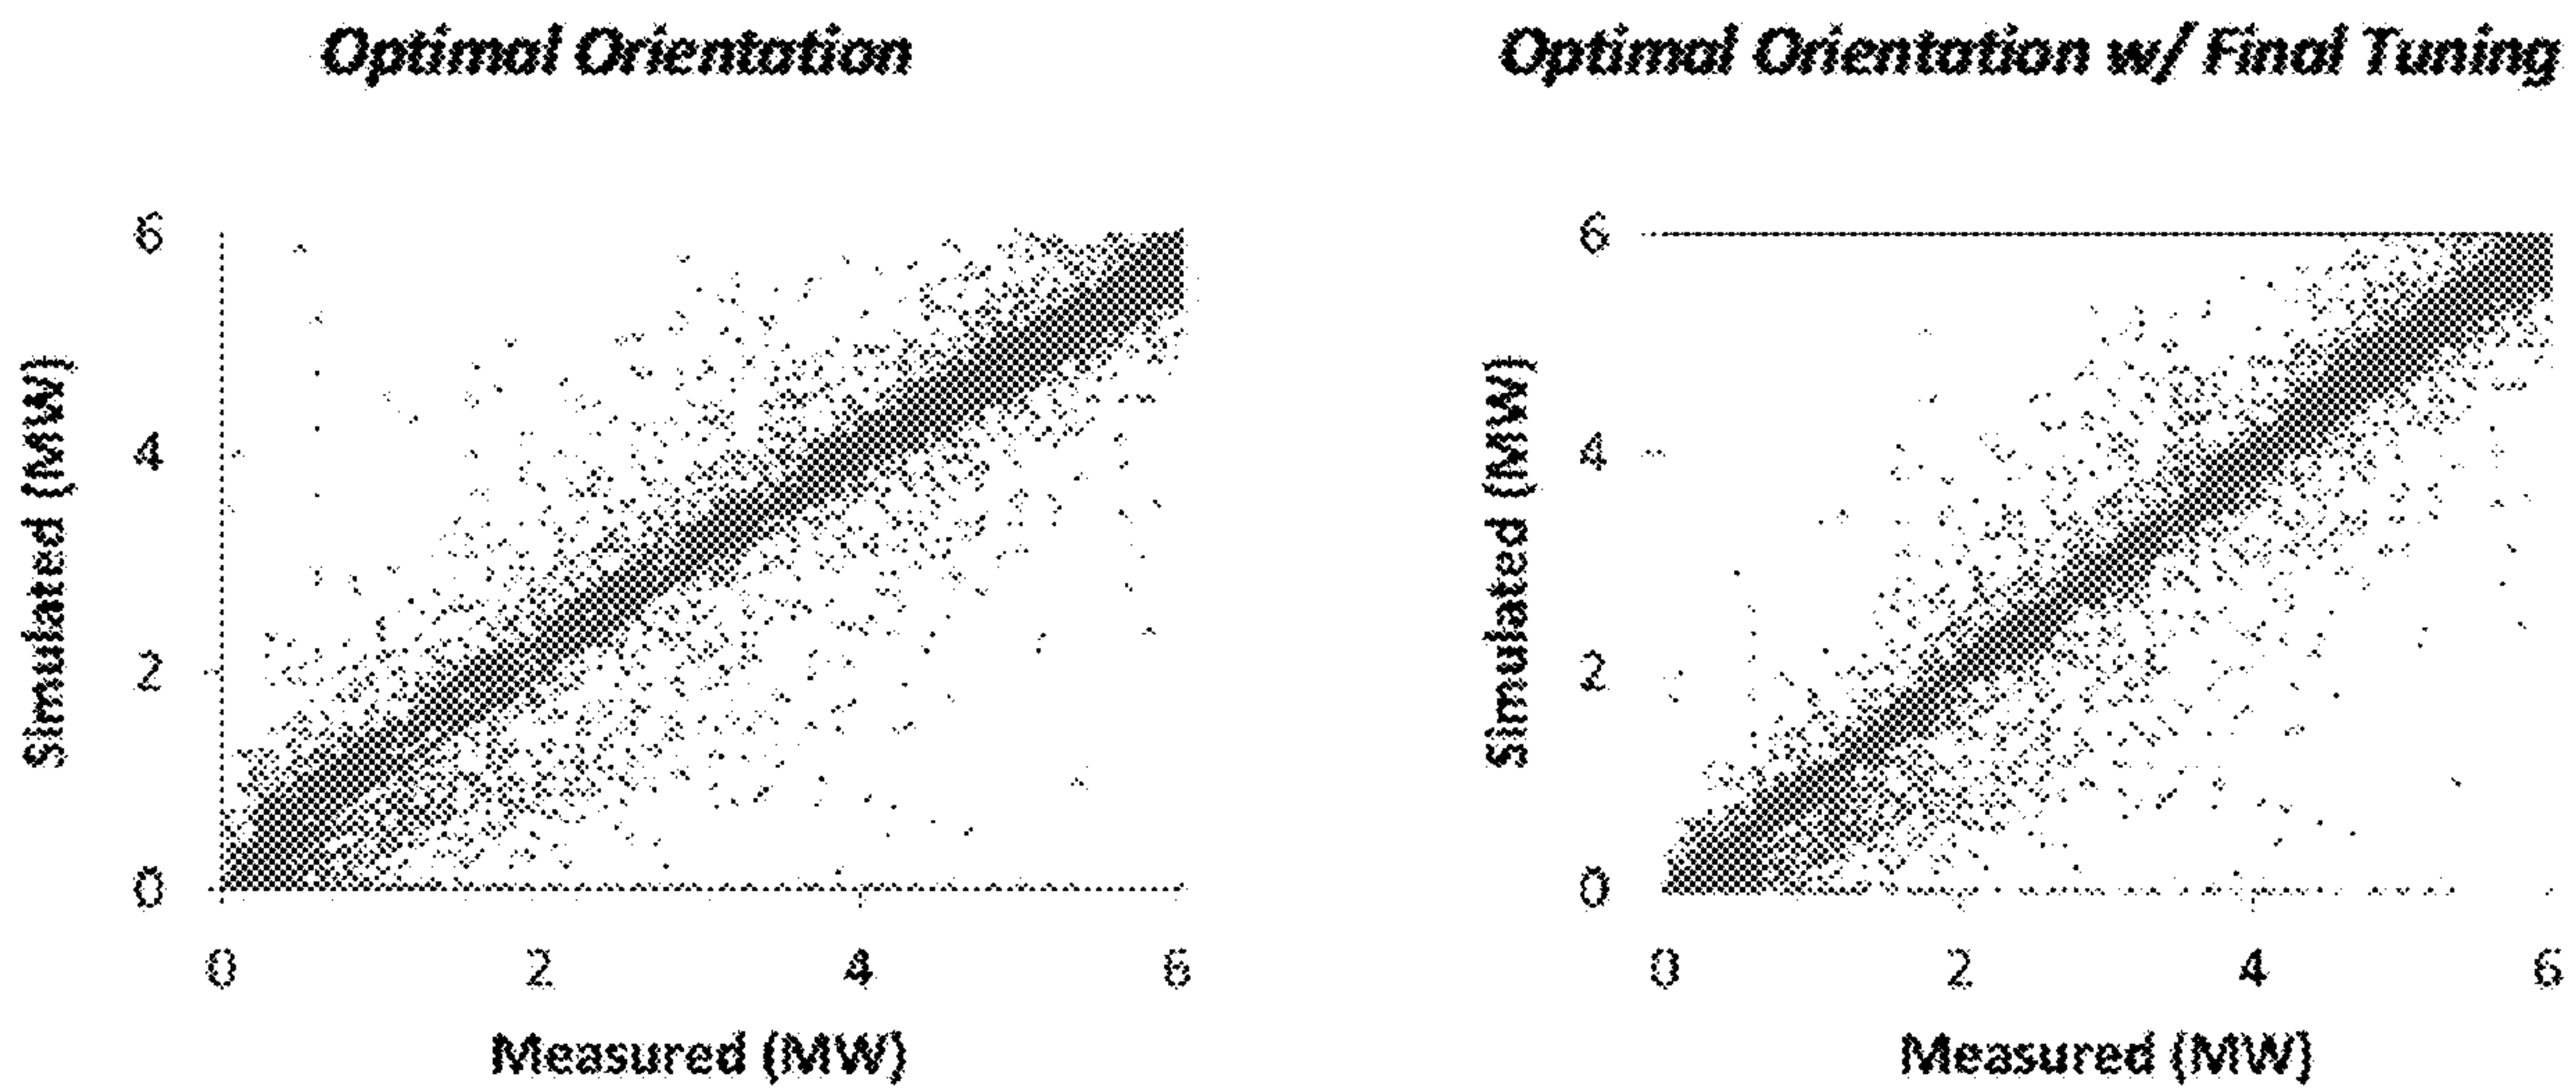 Optimal Orientation
6
4
2
0
0 2 4 6
Simulated (MW)
Measured (MW)
Optimal Orientation w/ Final Tuning
6
4
2
0
0 2 4 6
Simulated (MW)
Measured (MW)